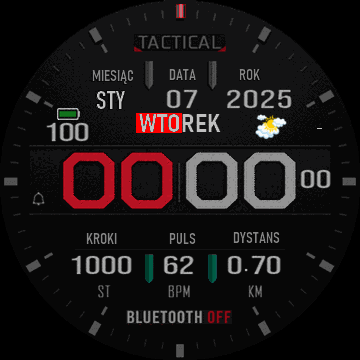 TACTICAL
MIESIĄC DATA ROK
STY 07 2025
100 WTOREK -
00 00 00
KROKI PULS DYSTANS
1000 62 0.70
ST BPM KM
BLUETOOTH OFF